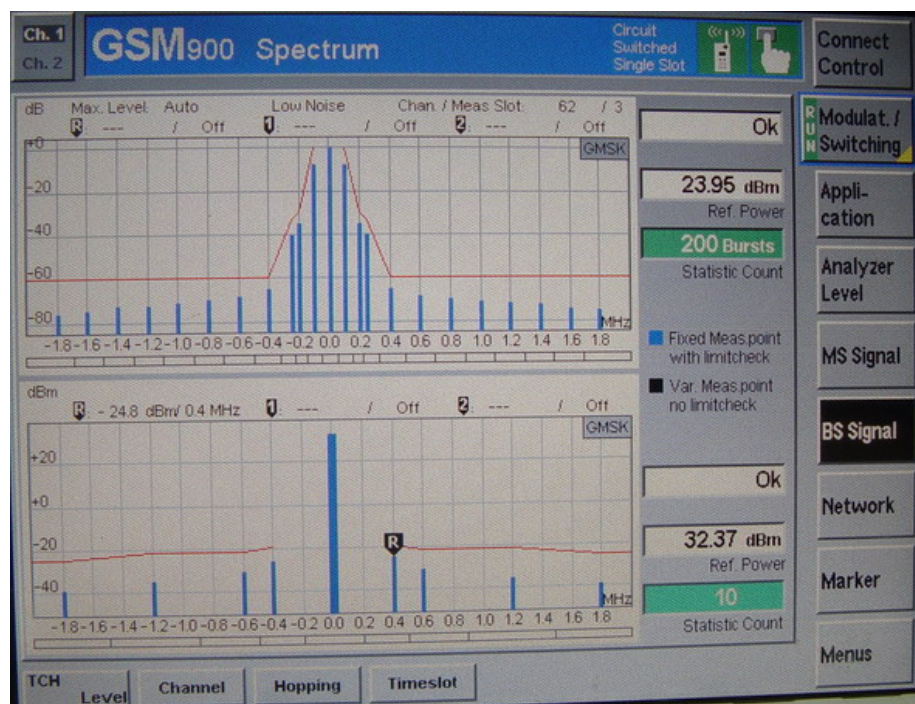 Ch. 1
Ch. 2
GSM900 Spectrum
Circuit
Switched
Single Slot
Connect
Control
dB Max. Level: Auto Low Noise Chan. / Meas Slot: 62 / 3
R: --- / Off 1: --- / Off 2: --- / Off
+0
GMSK
-20
-40
-60
-80
MHz
-1.8 -1.6 -1.4 -1.2 -1.0 -0.8 -0.6 -0.4 -0.2 0.0 0.2 0.4 0.6 0.8 1.0 1.2 1.4 1.6 1.8
Ok
23.95 dBm
Ref. Power
200 Bursts
Statistic Count
Fixed Meas.point
with limitcheck
Var. Meas.point
no limitcheck
dBm
R: - 24.8 dBm/ 0.4 MHz 1: --- / Off 2: --- / Off
GMSK
+20
+0
-20
R
-40
MHz
-1.8 -1.6 -1.4 -1.2 -1.0 -0.8 -0.6 -0.4 -0.2 0.0 0.2 0.4 0.6 0.8 1.0 1.2 1.4 1.6 1.8
Ok
32.37 dBm
Ref. Power
10
Statistic Count
RUN
Modulat. /
Switching
Appli-
cation
Analyzer
Level
MS Signal
BS Signal
Network
Marker
Menus
TCH
Level
Channel
Hopping
Timeslot